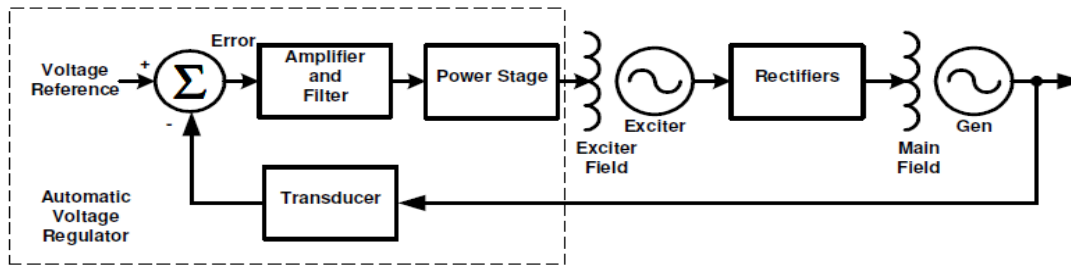 Voltage
Reference
+
-
Σ
Error
Amplifier
and
Filter
Power Stage
Exciter
Field
Exciter
Rectifiers
Main
Field
Gen
Transducer
Automatic
Voltage
Regulator